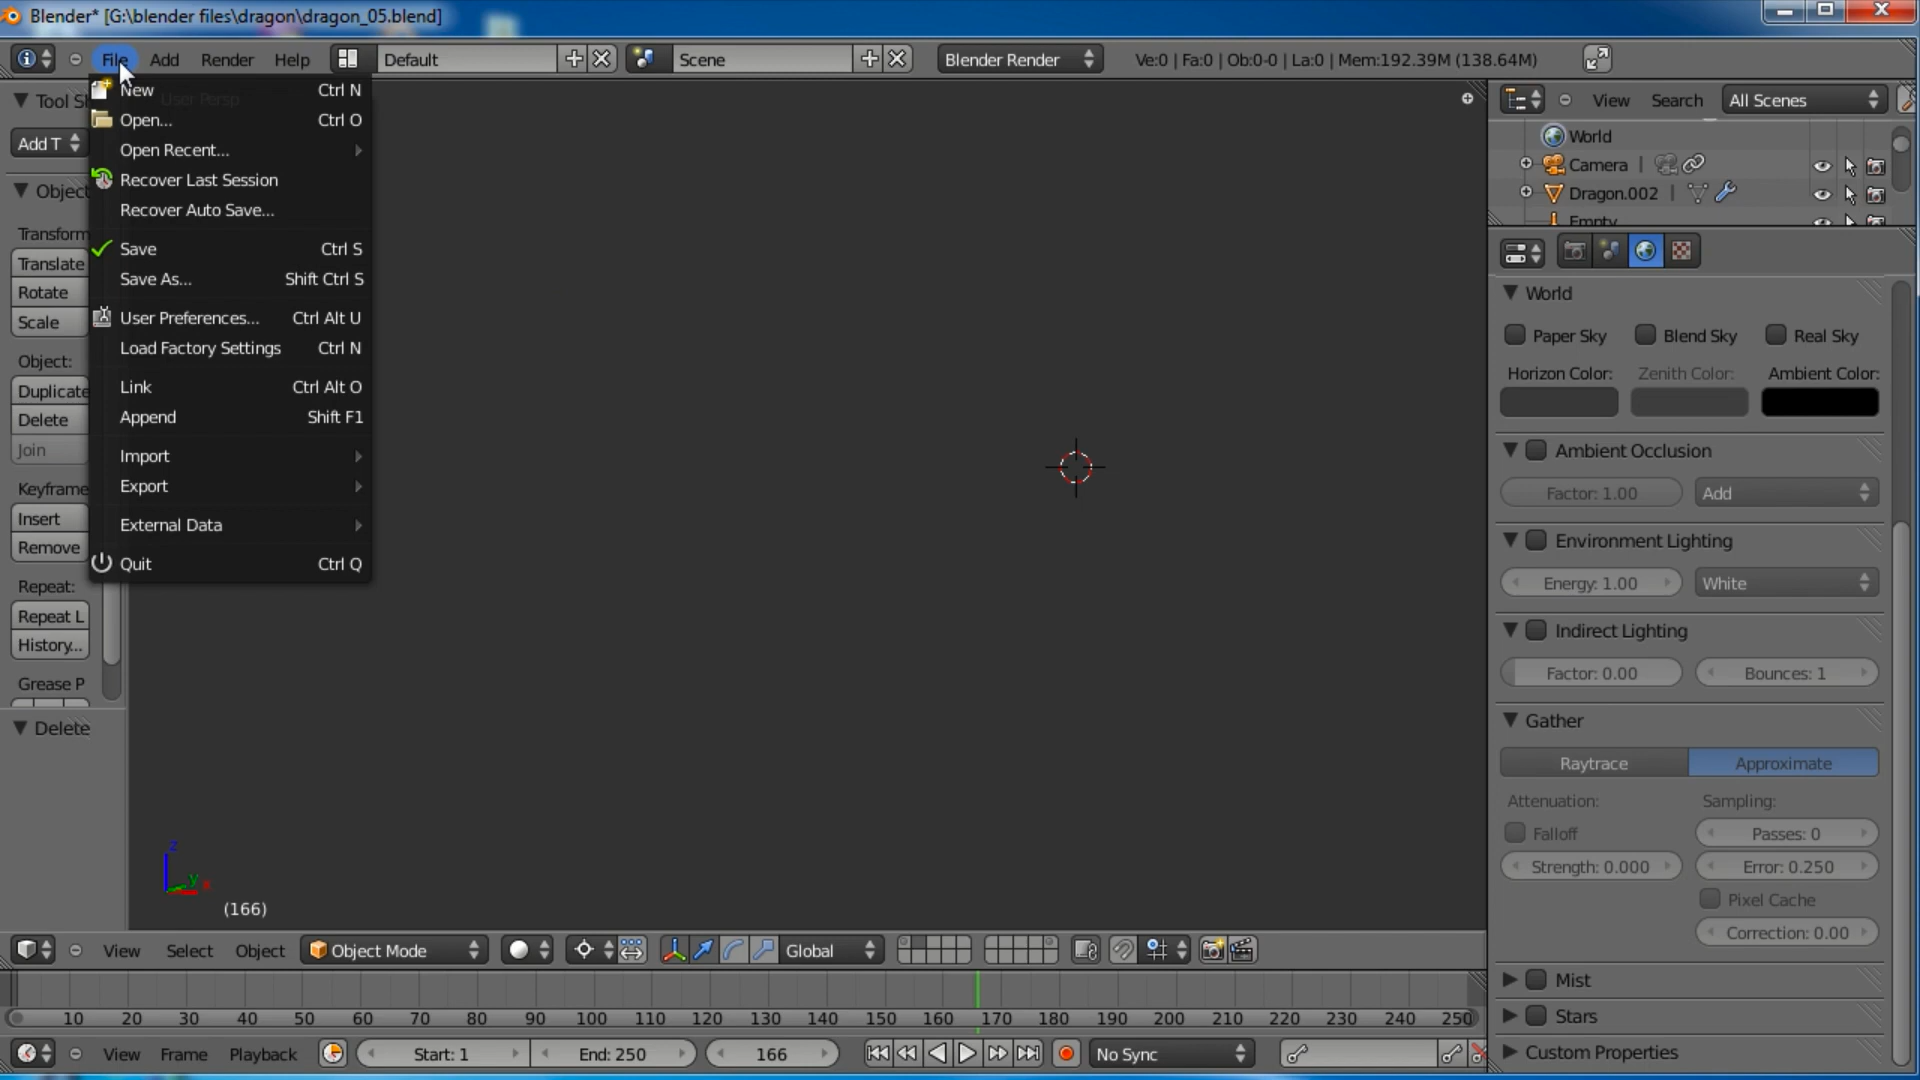 Blender* [G:\blender files\dragon\dragon_05.blend]
File Add Render Help Default Scene Blender Render Ve:0 | Fa:0 | Ob:0-0 | La:0 | Mem:192.39M (138.64M)
New Ctrl N
Open... Ctrl O
Open Recent...
Recover Last Session
Recover Auto Save...
Save Ctrl S
Save As... Shift Ctrl S
User Preferences... Ctrl Alt U
Load Factory Settings Ctrl N
Link Ctrl Alt O
Append Shift F1
Import
Export
External Data
Quit Ctrl Q
User Persp
Tool S
Add T
Object
Transform
Translate
Rotate
Scale
Object:
Duplicate
Delete
Join
Keyframe
Insert
Remove
Repeat:
Repeat L
History...
Grease P
Delete
z
y
x
(166)
View Search All Scenes
World
Camera
Dragon.002
Empty
World
Paper Sky Blend Sky Real Sky
Horizon Color: Zenith Color: Ambient Color:
Ambient Occlusion
Factor: 1.00 Add
Environment Lighting
Energy: 1.00 White
Indirect Lighting
Factor: 0.00 Bounces: 1
Gather
Raytrace Approximate
Attenuation: Sampling:
Falloff Passes: 0
Strength: 0.000 Error: 0.250
Pixel Cache
Correction: 0.00
Mist
Stars
Custom Properties
View Select Object Object Mode Global
10 20 30 40 50 60 70 80 90 100 110 120 130 140 150 160 170 180 190 200 210 220 230 240 250
View Frame Playback Start: 1 End: 250 166 No Sync